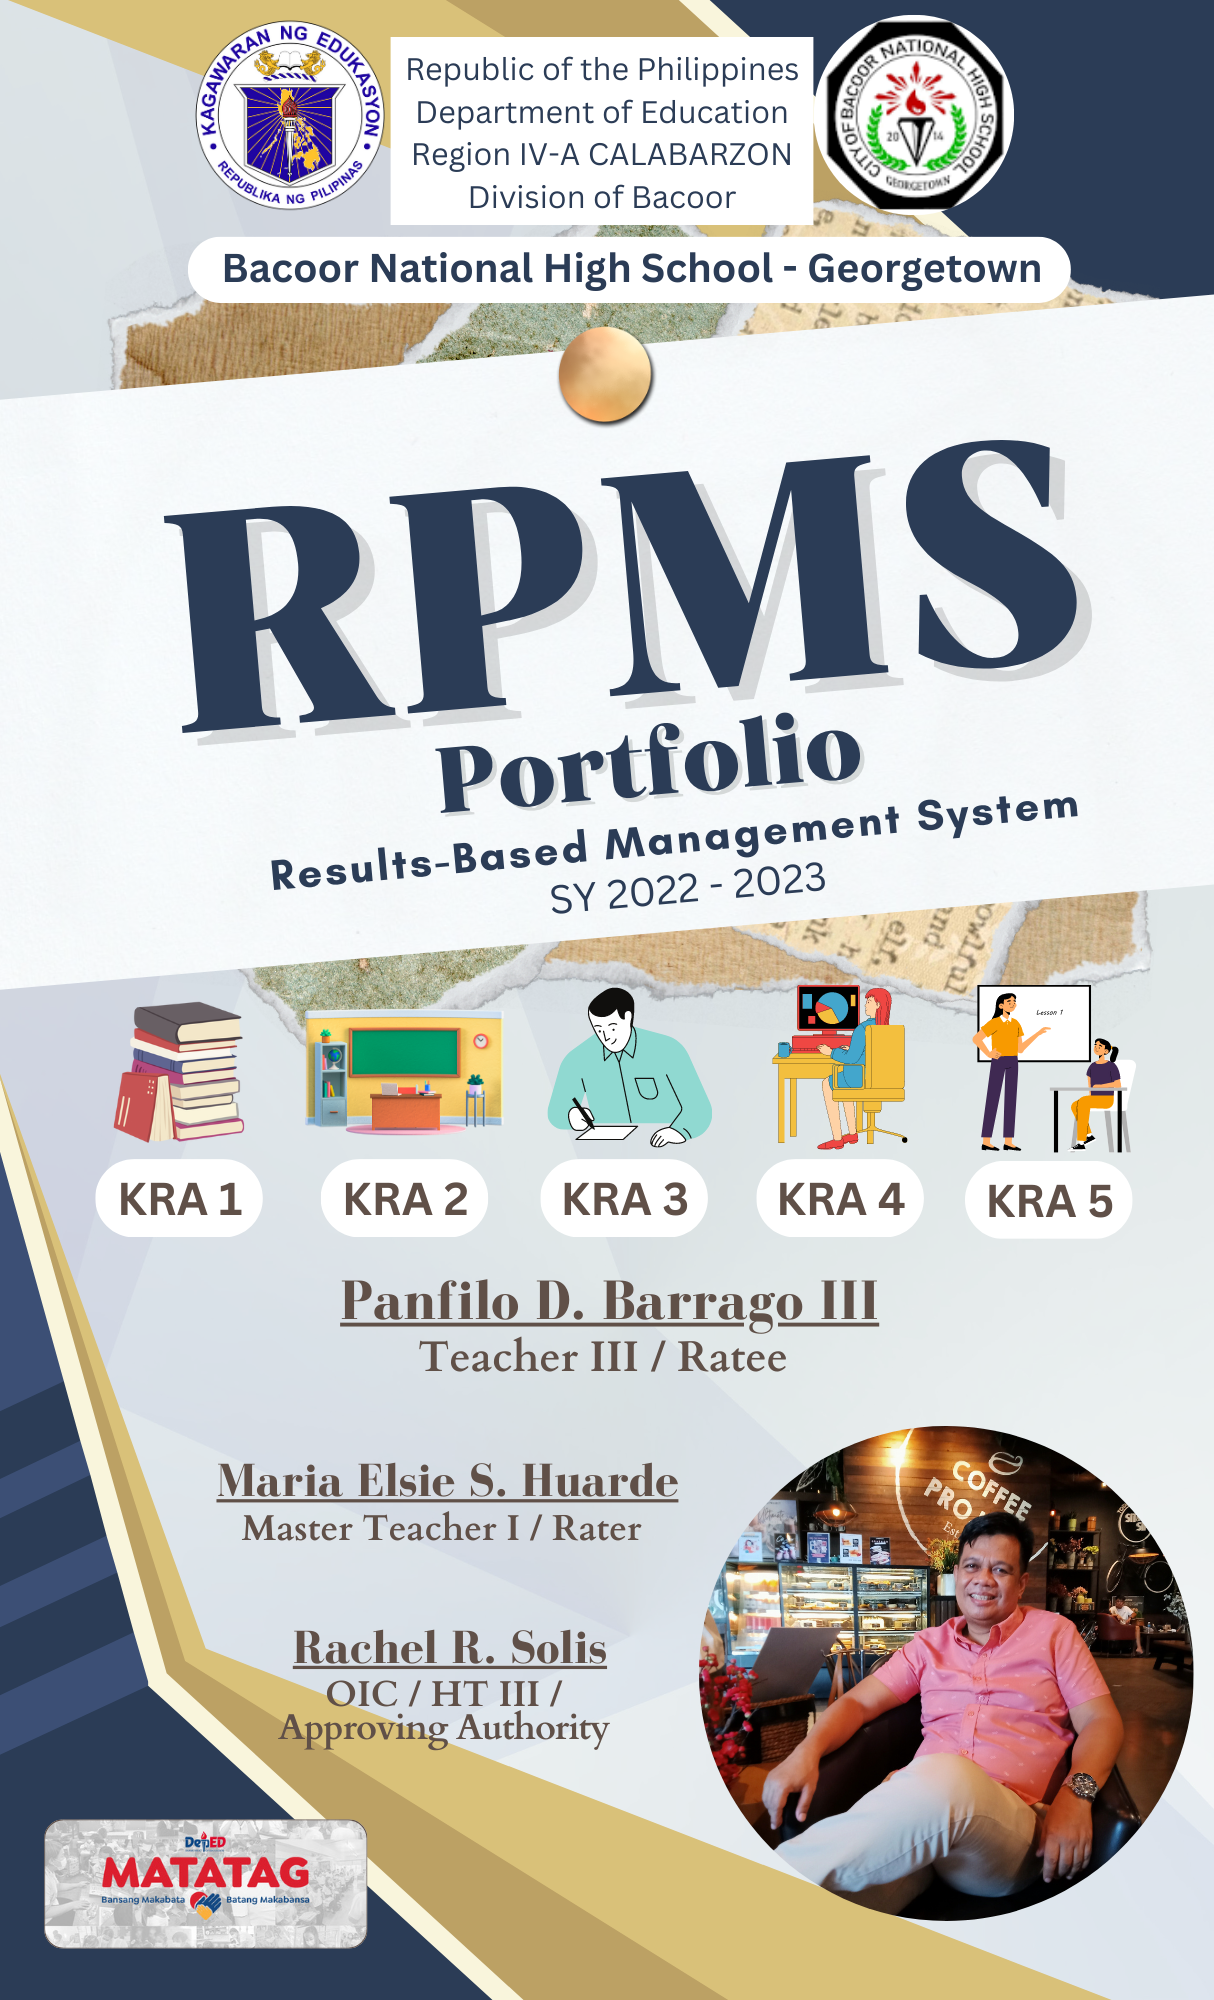 KAGAWARAN NG EDUKASYON
REPUBLIKA NG PILIPINAS
Republic of the Philippines
Department of Education
Region IV-A CALABARZON
Division of Bacoor
CITY OF BACOOR NATIONAL HIGH SCHOOL
2014
GEORGETOWN
Bacoor National High School - Georgetown
RPMS
Portfolio
Results-Based Management System
SY 2022 - 2023
Lesson 1
KRA 1
KRA 2
KRA 3
KRA 4
KRA 5
Panfilo D. Barrago III
Teacher III / Ratee
Maria Elsie S. Huarde
Master Teacher I / Rater
Rachel R. Solis
OIC / HT III /
Approving Authority
COFFEE
PRO
Est
DepED
MATATAG
Bansang Makabata Batang Makabansa